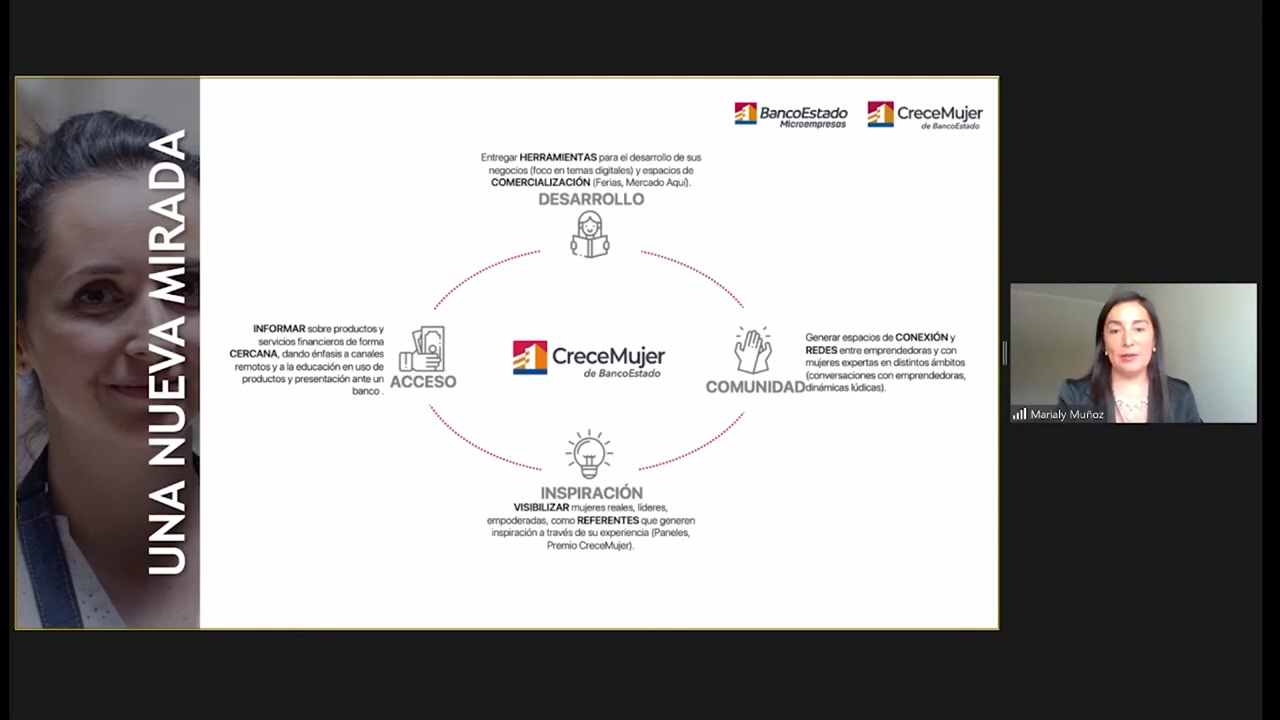 UNA NUEVA MIRADA
BancoEstado
Microempresas
CreceMujer
de BancoEstado
Entregar HERRAMIENTAS para el desarrollo de sus
negocios (foco en temas digitales) y espacios de
COMERCIALIZACIÓN (Ferias, Mercado Aquí).
DESARROLLO
INFORMAR sobre productos y
servicios financieros de forma
CERCANA, dando énfasis a canales
remotos y a la educación en uso de
productos y presentación ante un
banco .
ACCESO
CreceMujer
de BancoEstado
COMUNIDAD
Generar espacios de CONEXIÓN y
REDES entre emprendedoras y con
mujeres expertas en distintos ámbitos
(conversaciones con emprendedoras,
dinámicas lúdicas).
INSPIRACIÓN
VISIBILIZAR mujeres reales, líderes,
empoderadas, como REFERENTES que generen
inspiración a través de su experiencia (Paneles,
Premio CreceMujer).
Marialy Muñoz